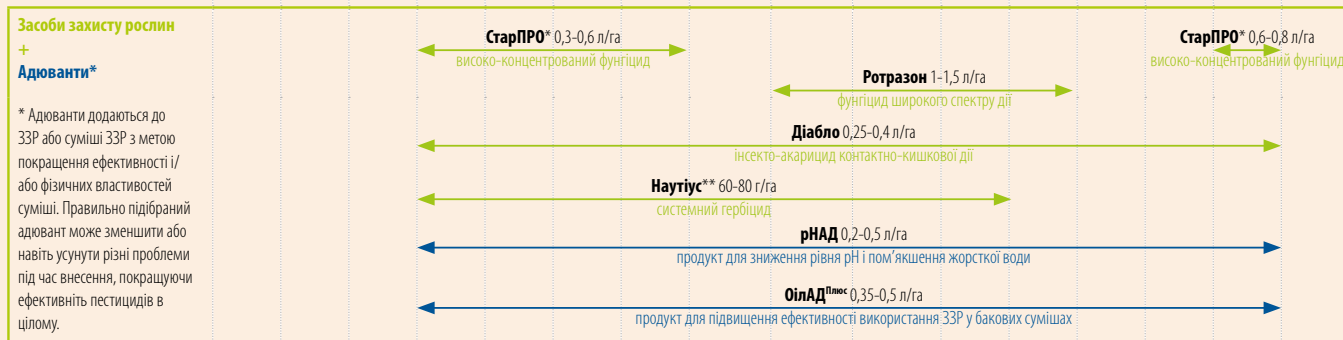 Засоби захисту рослин
+
Адюванти*
* Адюванти додаються до
ЗЗР або суміші ЗЗР з метою
покращення ефективності і/
або фізичних властивостей
суміші. Правильно підібраний
адювант може зменшити або
навіть усунути різні проблеми
під час внесення, покращуючи
ефективніть пестицидів в
цілому.
СтарПРО* 0,3-0,6 л/га
високо-концентрований фунгіцид
СтарПРО* 0,6-0,8 л/га
високо-концентрований фунгіцид
Ротразон 1-1,5 л/га
фунгіцид широкого спектру дії
Діабло 0,25-0,4 л/га
інсекто-акарицид контактно-кишкової дії
Наутіус** 60-80 г/га
системний гербіцид
рНАД 0,2-0,5 л/га
продукт для зниження рівня рН і пом’якшення жорсткої води
ОілАДПлюс 0,35-0,5 л/га
продукт для підвищення ефективності використання ЗЗР у бакових сумішах